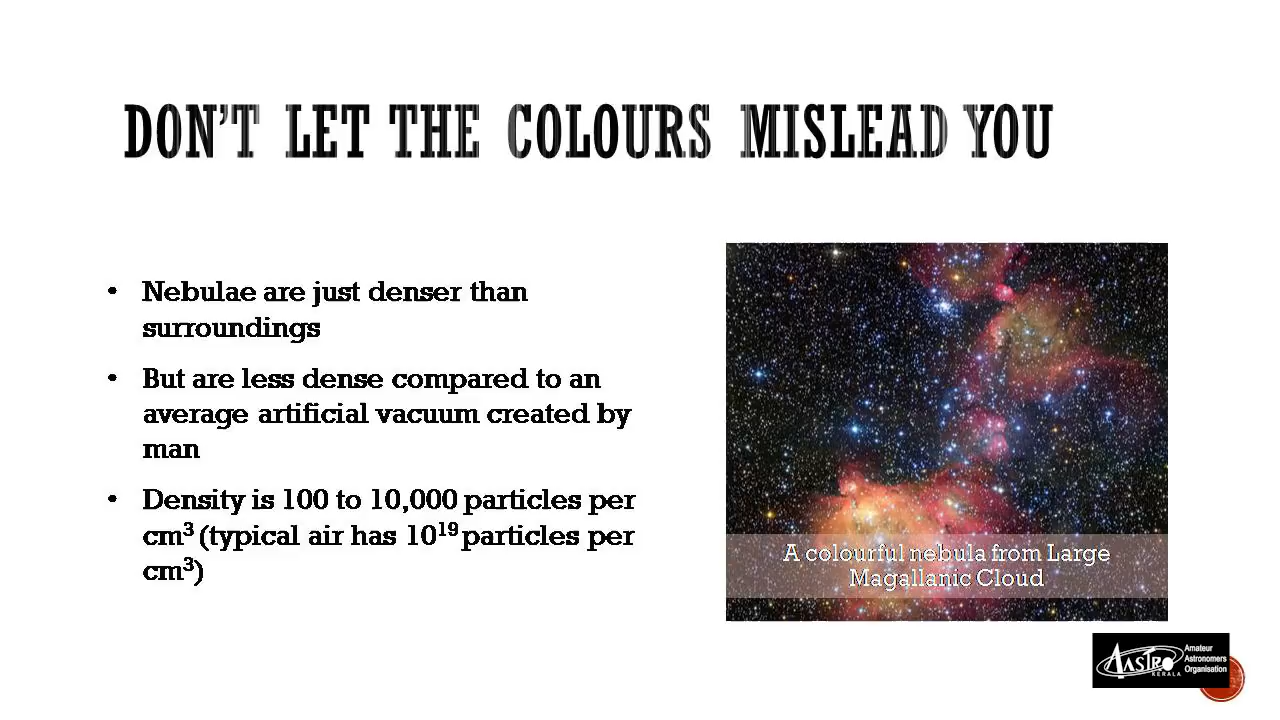 DON'T LET THE COLOURS MISLEAD YOU
• Nebulae are just denser than
surroundings
• But are less dense compared to an
average artificial vacuum created by
man
• Density is 100 to 10,000 particles per
cm³ (typical air has 10¹⁹ particles per
cm³)
A colourful nebula from Large
Magallanic Cloud
AASTRO
KERALA
Amateur
Astronomers
Organisation